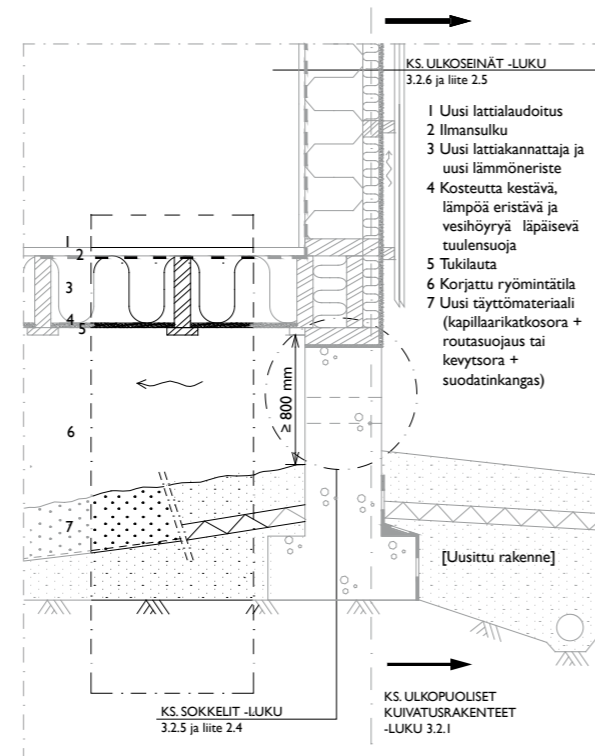 KS. ULKOSEINÄT -LUKU
3.2.6 ja liite 2.5
1 Uusi lattialaudoitus
2 Ilmansulku
3 Uusi lattiakannattaja ja
uusi lämmöneriste
4 Kosteutta kestävä,
lämpöä eristävä ja
vesihöyryä läpäisevä
tuulensuoja
5 Tukilauta
6 Korjattu ryömintätila
7 Uusi täyttömateriaali
(kapillaarikatkosora +
routasuojaus tai
kevytsora +
suodatinkangas)
1
2
3
4
5
≥ 800 mm
6
7
[Uusittu rakenne]
KS. SOKKELIT -LUKU
3.2.5 ja liite 2.4
KS. ULKOPUOLISET
KUIVATUSRAKENTEET
-LUKU 3.2.1